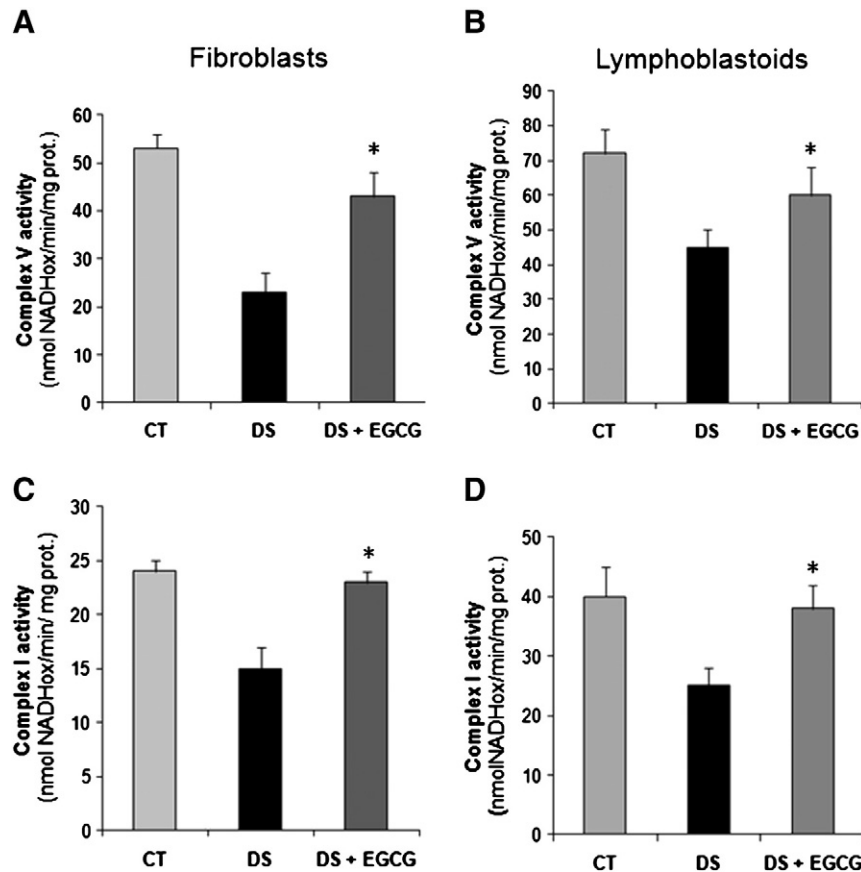 A
Fibroblasts
Complex V activity
(nmol NADHox/min/mg prot.)
60
50
40
30
20
10
0
*
CT DS DS + EGCG
B
Lymphoblastoids
Complex V activity
(nmol NADHox/min/mg prot.)
90
80
70
60
50
40
30
20
10
0
*
CT DS DS + EGCG
C
Complex I activity
(nmol NADHox/min/ mg prot.)
30
25
20
15
10
5
0
*
CT DS DS + EGCG
D
Complex I activity
(nmolNADHox/min/mg prot.)
50
40
30
20
10
0
*
CT DS DS + EGCG